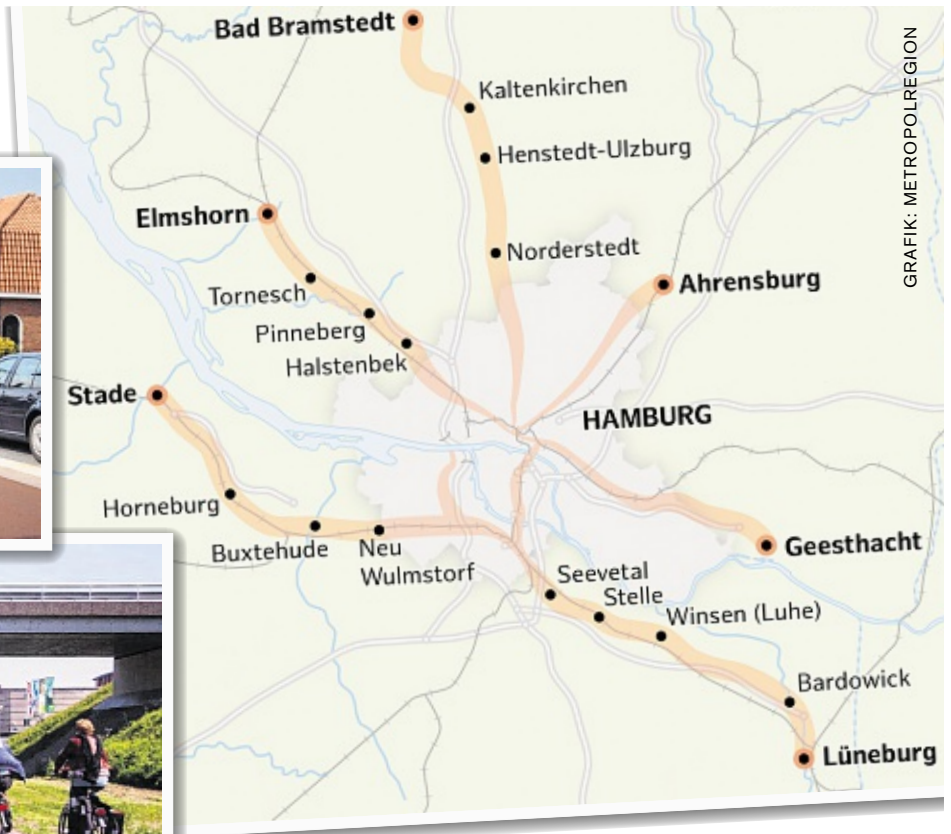 Bad Bramstedt
Kaltenkirchen
Henstedt-Ulzburg
Elmshorn
Norderstedt
Tornesch
Ahrensburg
Pinneberg
Halstenbek
Stade
HAMBURG
Horneburg
Buxtehude
Neu
Wulmstorf
Geesthacht
Seevetal
Stelle
Winsen (Luhe)
Bardowick
Lüneburg
GRAFIK: METROPOLREGION